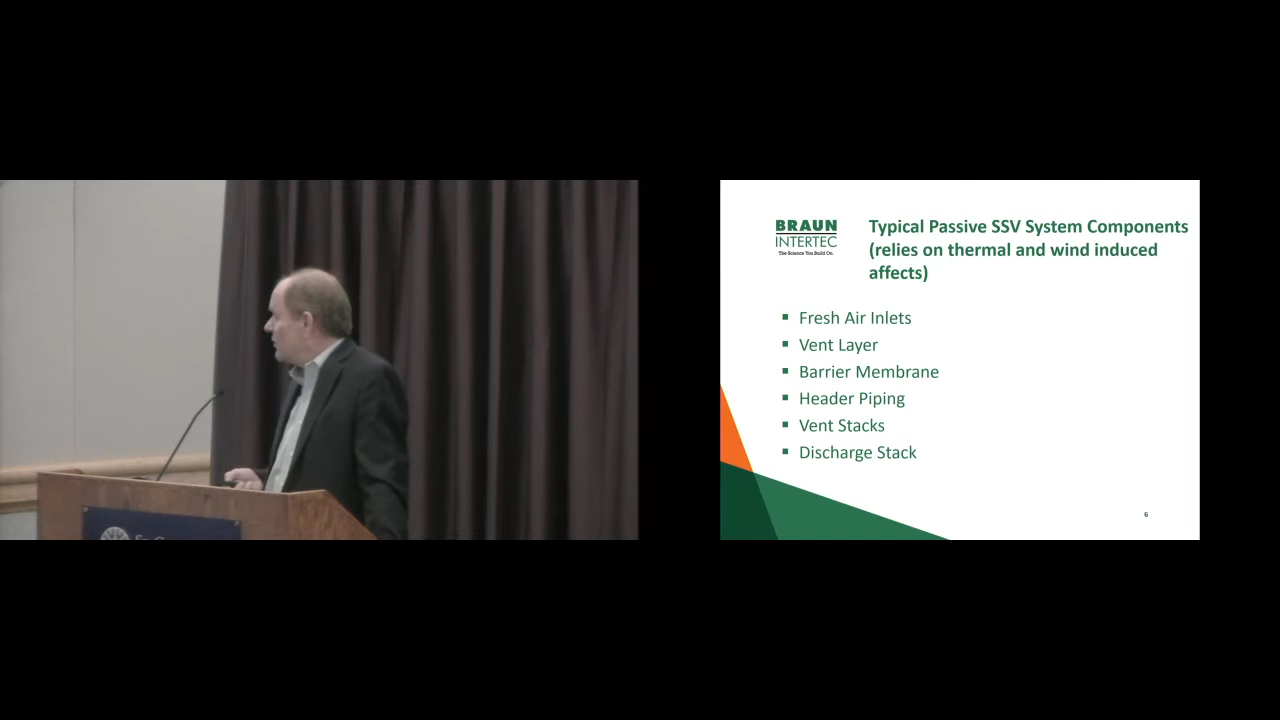 BRAUN
INTERTEC
The Science You Build On.
Typical Passive SSV System Components
(relies on thermal and wind induced
affects)
▪ Fresh Air Inlets
▪ Vent Layer
▪ Barrier Membrane
▪ Header Piping
▪ Vent Stacks
▪ Discharge Stack
6